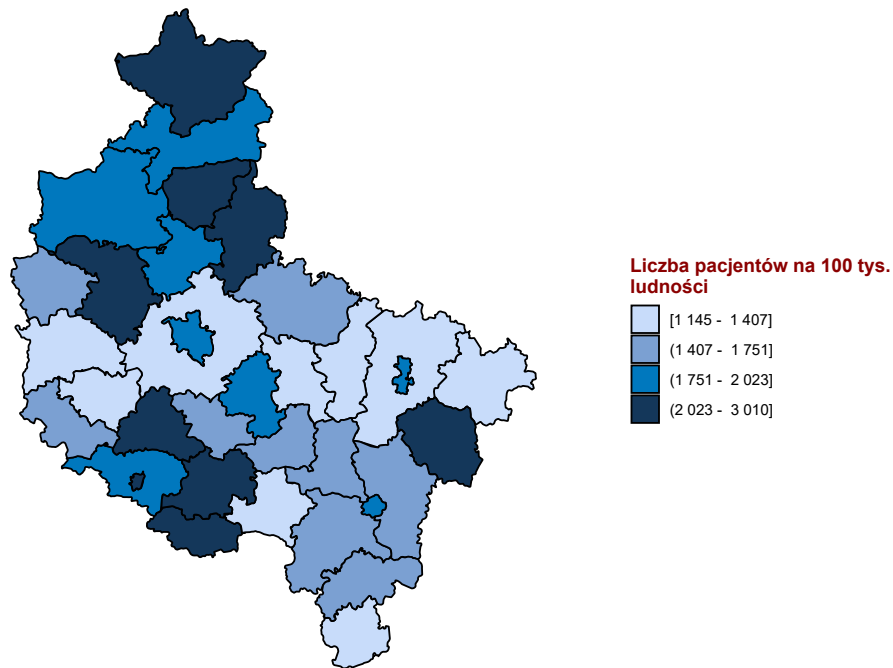 Liczba pacjentów na 100 tys.
ludności
[1 145 - 1 407]
(1 407 - 1 751]
(1 751 - 2 023]
(2 023 - 3 010]